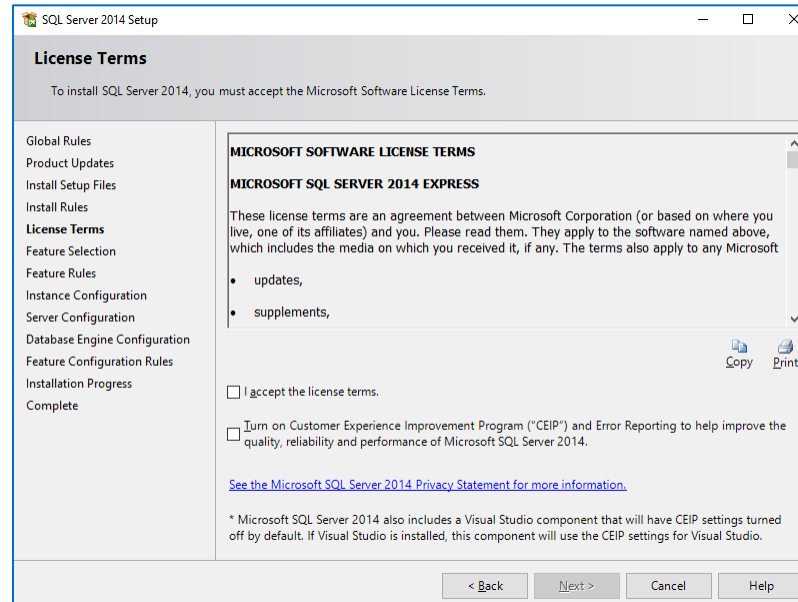 SQL Server 2014 Setup
License Terms
To install SQL Server 2014, you must accept the Microsoft Software License Terms.
Global Rules
Product Updates
Install Setup Files
Install Rules
License Terms
Feature Selection
Feature Rules
Instance Configuration
Server Configuration
Database Engine Configuration
Feature Configuration Rules
Installation Progress
Complete
MICROSOFT SOFTWARE LICENSE TERMS
MICROSOFT SQL SERVER 2014 EXPRESS
These license terms are an agreement between Microsoft Corporation (or based on where you
live, one of its affiliates) and you. Please read them. They apply to the software named above,
which includes the media on which you received it, if any. The terms also apply to any Microsoft
• updates,
• supplements,
Copy Print
I accept the license terms.
Turn on Customer Experience Improvement Program ("CEIP") and Error Reporting to help improve the
quality, reliability and performance of Microsoft SQL Server 2014.
See the Microsoft SQL Server 2014 Privacy Statement for more information.
* Microsoft SQL Server 2014 also includes a Visual Studio component that will have CEIP settings turned
off by default. If Visual Studio is installed, this component will use the CEIP settings for Visual Studio.
< Back Next > Cancel Help